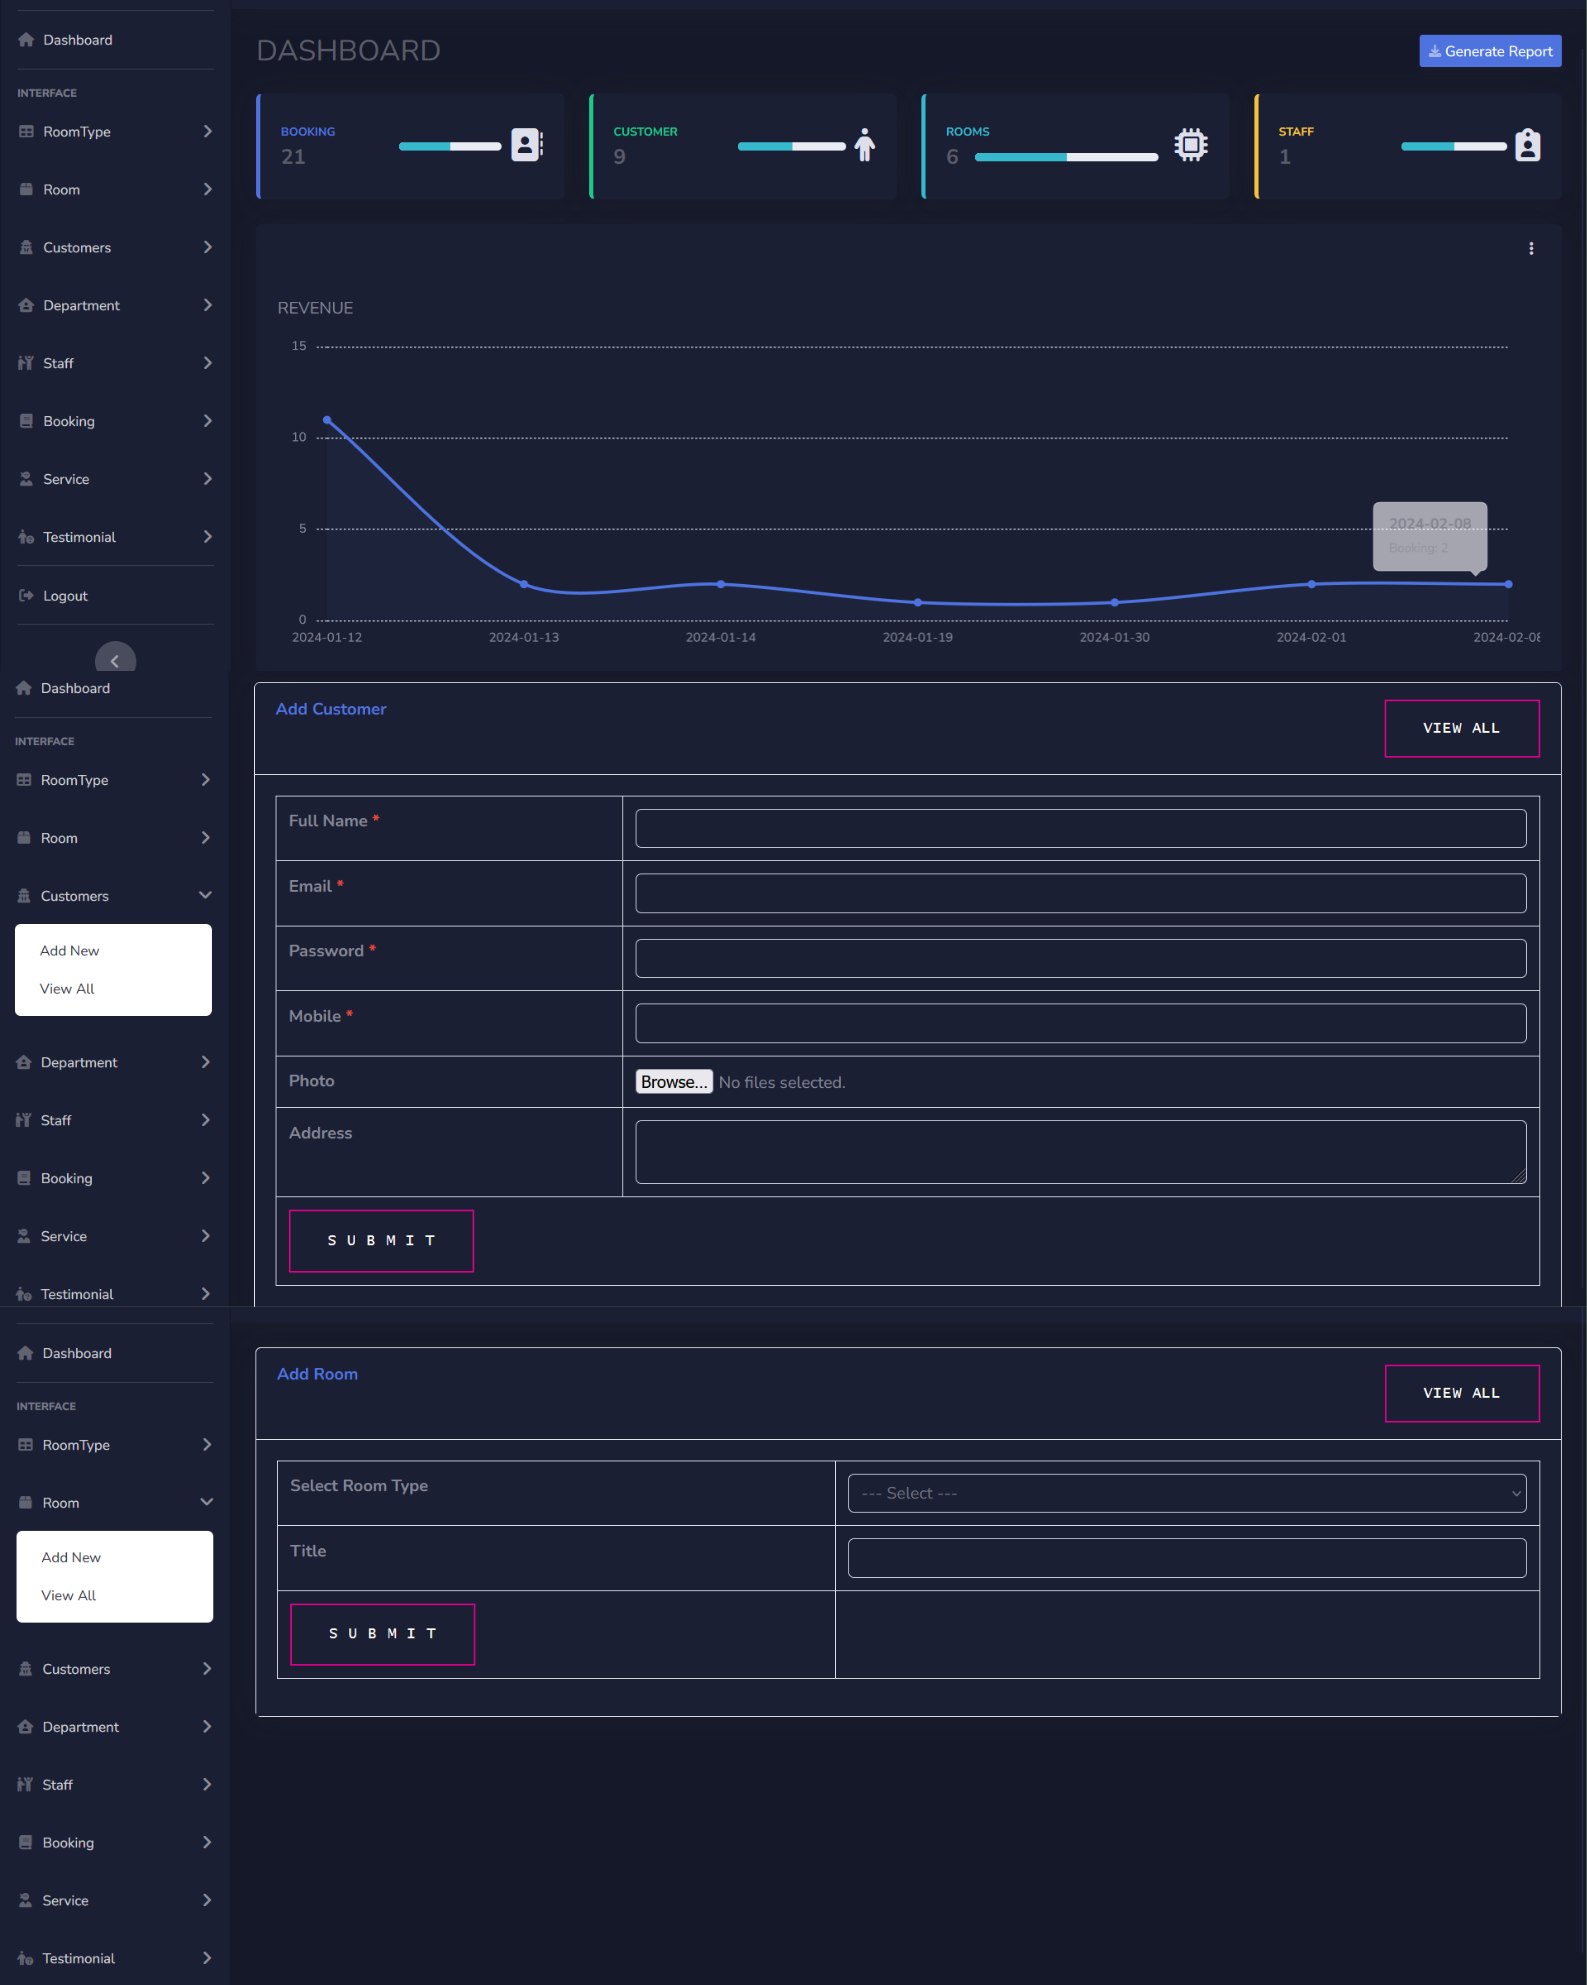 Dashboard
INTERFACE
RoomType
Room
Customers
Department
Staff
Booking
Service
Testimonial
Logout
DASHBOARD
Generate Report
BOOKING
21
CUSTOMER
9
ROOMS
6
STAFF
1
REVENUE
15
10
5
0
2024-02-08
Booking: 2
2024-01-12
2024-01-13
2024-01-14
2024-01-19
2024-01-30
2024-02-01
2024-02-08
Dashboard
INTERFACE
RoomType
Room
Customers
Add New
View All
Department
Staff
Booking
Service
Testimonial
Add Customer
VIEW ALL
Full Name *
Email *
Password *
Mobile *
Photo
Browse... No files selected.
Address
SUBMIT
Dashboard
INTERFACE
RoomType
Room
Add New
View All
Customers
Department
Staff
Booking
Service
Testimonial
Add Room
VIEW ALL
Select Room Type
--- Select ---
Title
SUBMIT